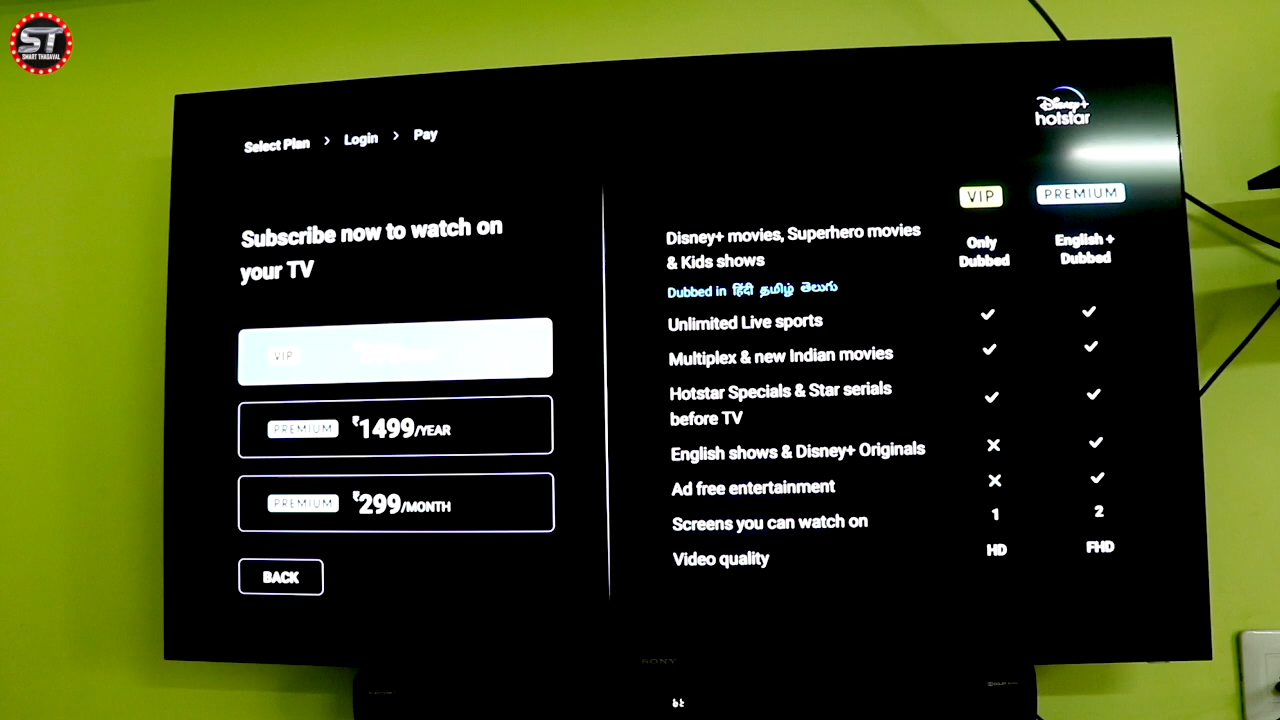 ST
SMART THAGAVAL
Select Plan > Login > Pay
Disney+
hotstar
Subscribe now to watch on
your TV
VIP
PREMIUM ₹1499/YEAR
PREMIUM ₹299/MONTH
BACK
VIP PREMIUM
Disney+ movies, Superhero movies
& Kids shows
Only
Dubbed
English +
Dubbed
Dubbed in हिंदी தமிழ் తెలుగు
Unlimited Live sports ✓ ✓
Multiplex & new Indian movies ✓ ✓
Hotstar Specials & Star serials
before TV ✓ ✓
English shows & Disney+ Originals ✕ ✓
Ad free entertainment ✕ ✓
Screens you can watch on 1 2
Video quality HD FHD
SONY